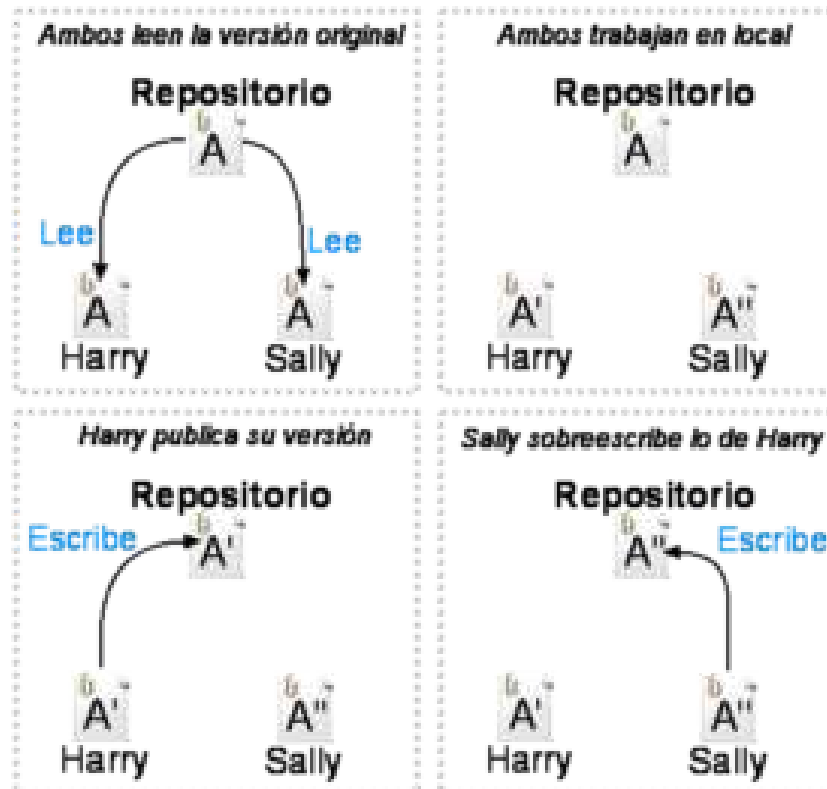 Ambos leen la versión original
Repositorio
A
Lee
Lee
A
A
Harry
Sally
Ambos trabajan en local
Repositorio
A
A'
A"
Harry
Sally
Harry publica su versión
Repositorio
Escribe
A'
A'
A"
Harry
Sally
Sally sobreescribe lo de Harry
Repositorio
A"
Escribe
A'
A"
Harry
Sally